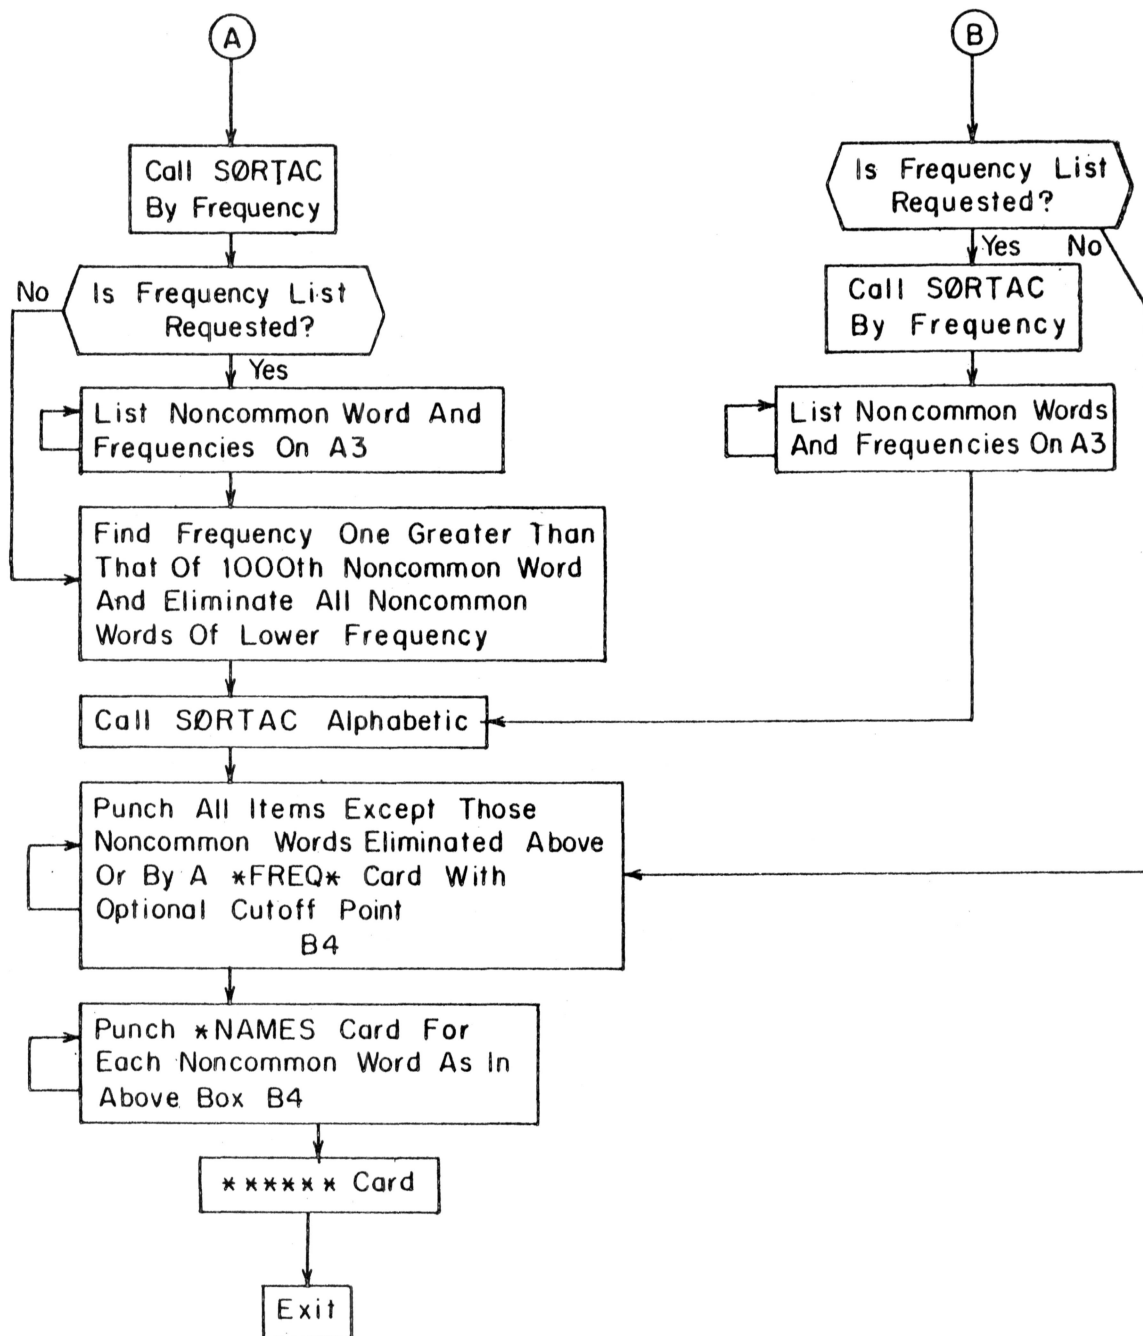 A
Call SØRTAC
By Frequency
No
Is Frequency List
Requested?
Yes
List Noncommon Word And
Frequencies On A3
Find Frequency One Greater Than
That Of 1000th Noncommon Word
And Eliminate All Noncommon
Words Of Lower Frequency
Call SØRTAC Alphabetic
Punch All Items Except Those
Noncommon Words Eliminated Above
Or By A *FREQ* Card With
Optional Cutoff Point
B4
Punch *NAMES Card For
Each Noncommon Word As In
Above Box B4
****** Card
Exit
B
Is Frequency List
Requested?
Yes No
Call SØRTAC
By Frequency
List Noncommon Words
And Frequencies On A3